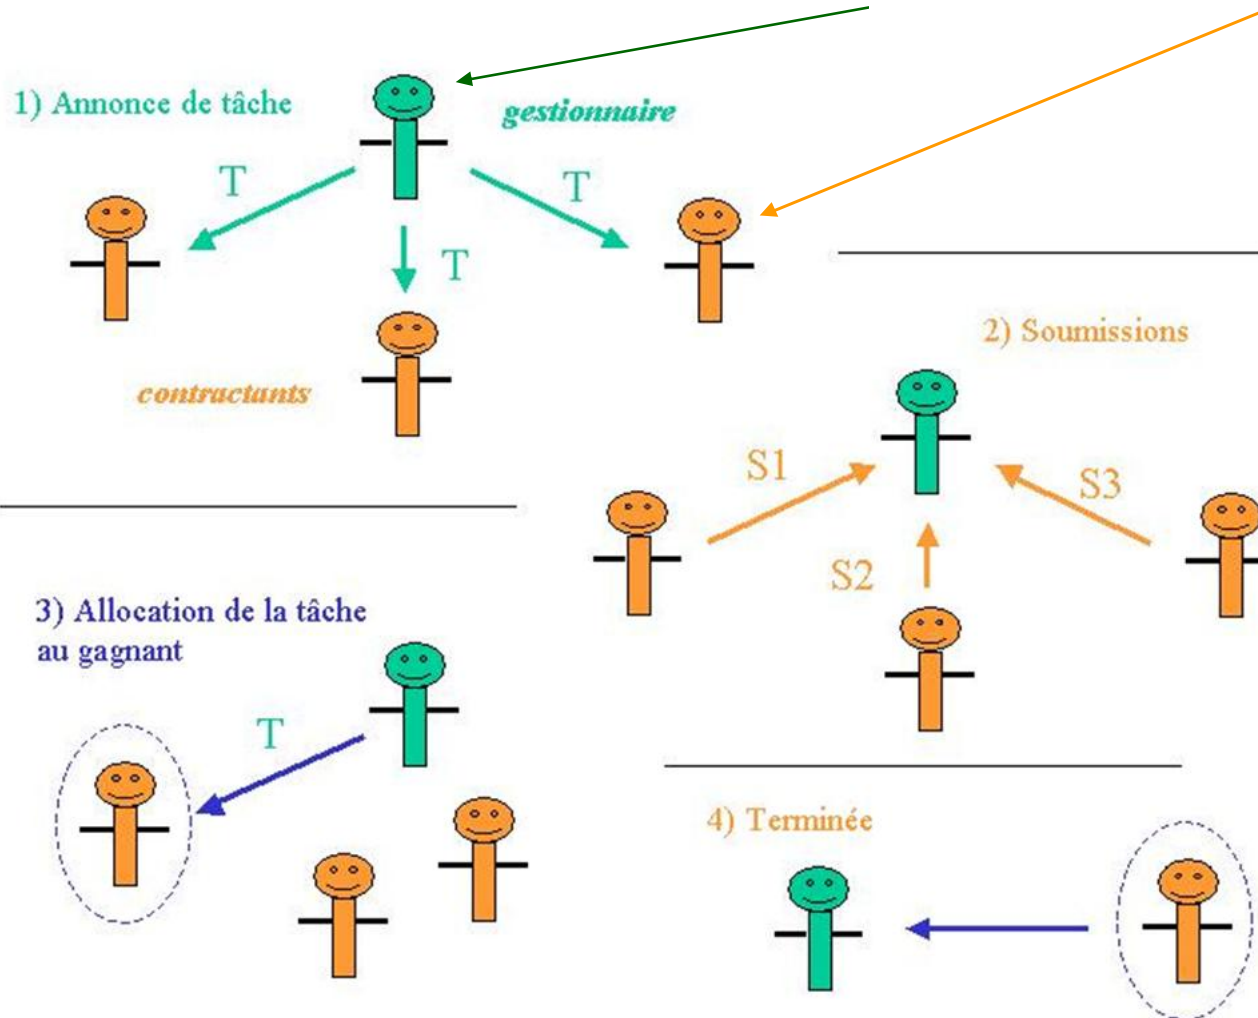 1) Annonce de tâche
gestionnaire
T
T
T
contractants
2) Soumissions
S1
S3
S2
3) Allocation de la tâche
au gagnant
T
4) Terminée